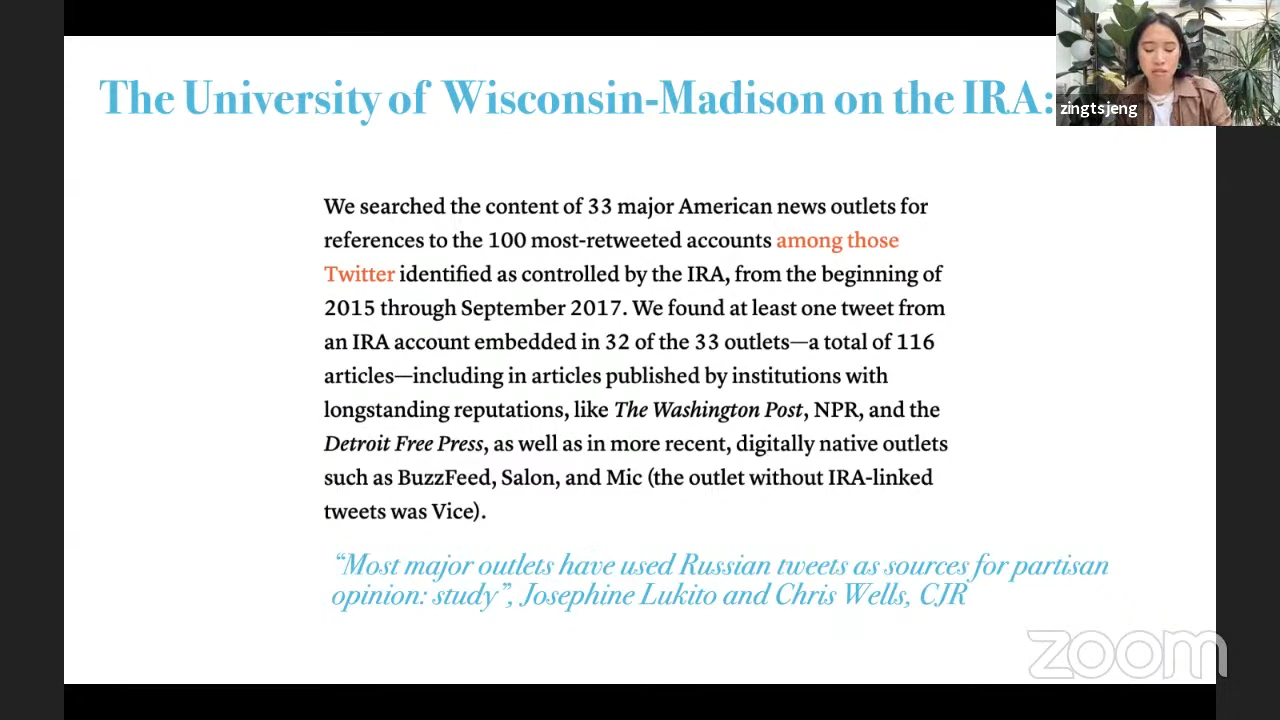 The University of Wisconsin-Madison on the IRA:
zingtsjeng
We searched the content of 33 major American news outlets for
references to the 100 most-retweeted accounts among those
Twitter identified as controlled by the IRA, from the beginning of
2015 through September 2017. We found at least one tweet from
an IRA account embedded in 32 of the 33 outlets—a total of 116
articles—including in articles published by institutions with
longstanding reputations, like The Washington Post, NPR, and the
Detroit Free Press, as well as in more recent, digitally native outlets
such as BuzzFeed, Salon, and Mic (the outlet without IRA-linked
tweets was Vice).
“Most major outlets have used Russian tweets as sources for partisan
opinion: study”, Josephine Lukito and Chris Wells, CJR
zoom